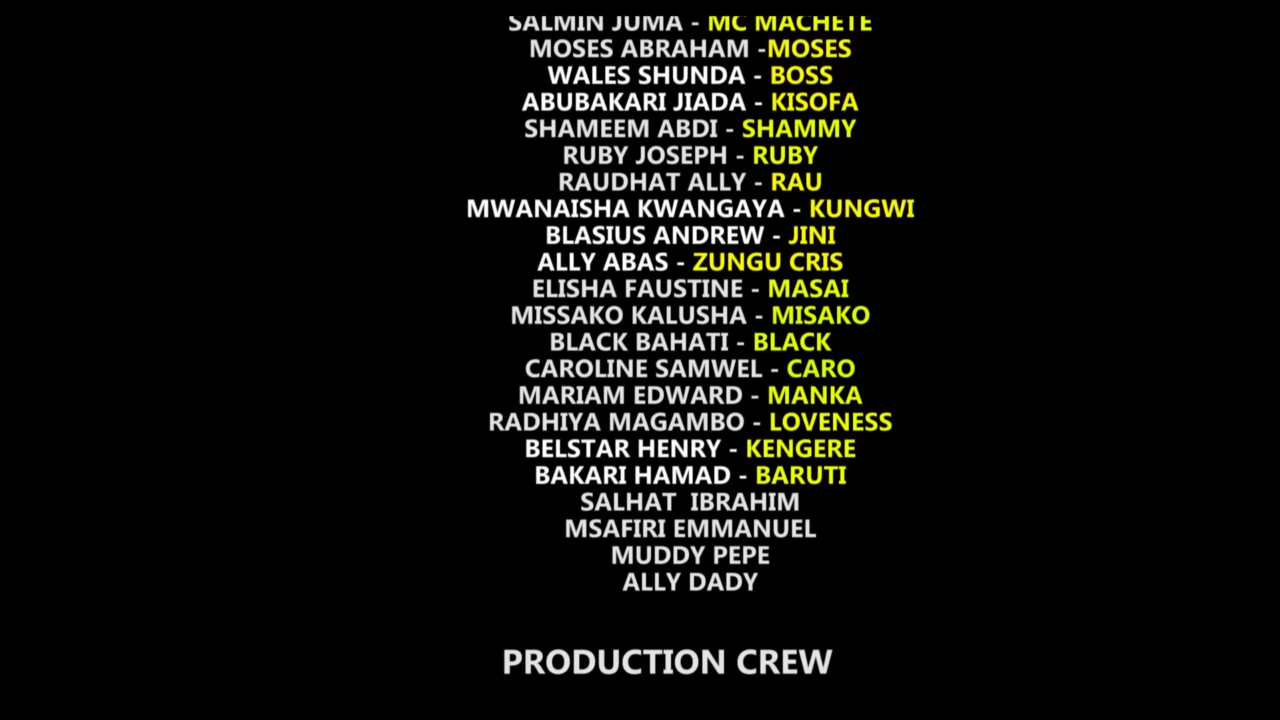 SALMIN JUMA - MC MACHETE
MOSES ABRAHAM -MOSES
WALES SHUNDA - BOSS
ABUBAKARI JIADA - KISOFA
SHAMEEM ABDI - SHAMMY
RUBY JOSEPH - RUBY
RAUDHAT ALLY - RAU
MWANAISHA KWANGAYA - KUNGWI
BLASIUS ANDREW - JINI
ALLY ABAS - ZUNGU CRIS
ELISHA FAUSTINE - MASAI
MISSAKO KALUSHA - MISAKO
BLACK BAHATI - BLACK
CAROLINE SAMWEL - CARO
MARIAM EDWARD - MANKA
RADHIYA MAGAMBO - LOVENESS
BELSTAR HENRY - KENGERE
BAKARI HAMAD - BARUTI
SALHAT  IBRAHIM
MSAFIRI EMMANUEL
MUDDY PEPE
ALLY DADY
PRODUCTION CREW